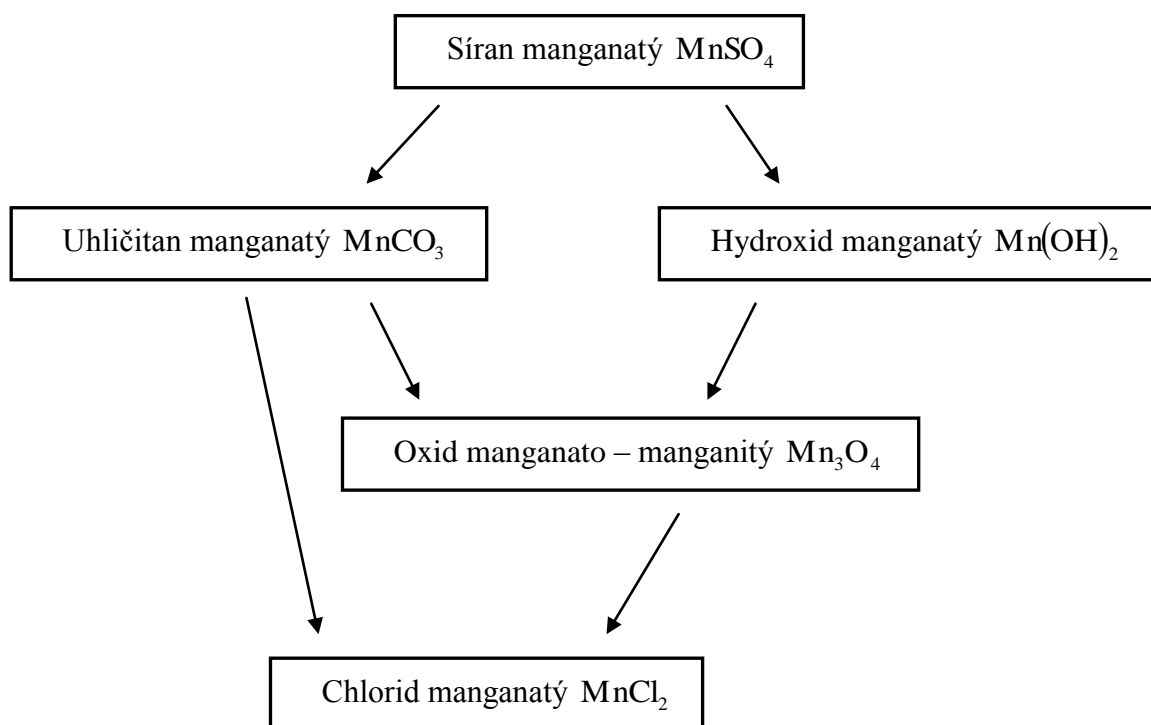 Síran manganatý MnSO₄
Uhličitan manganatý MnCO₃
Hydroxid manganatý Mn(OH)₂
Oxid manganato – manganitý Mn₃O₄
Chlorid manganatý MnCl₂